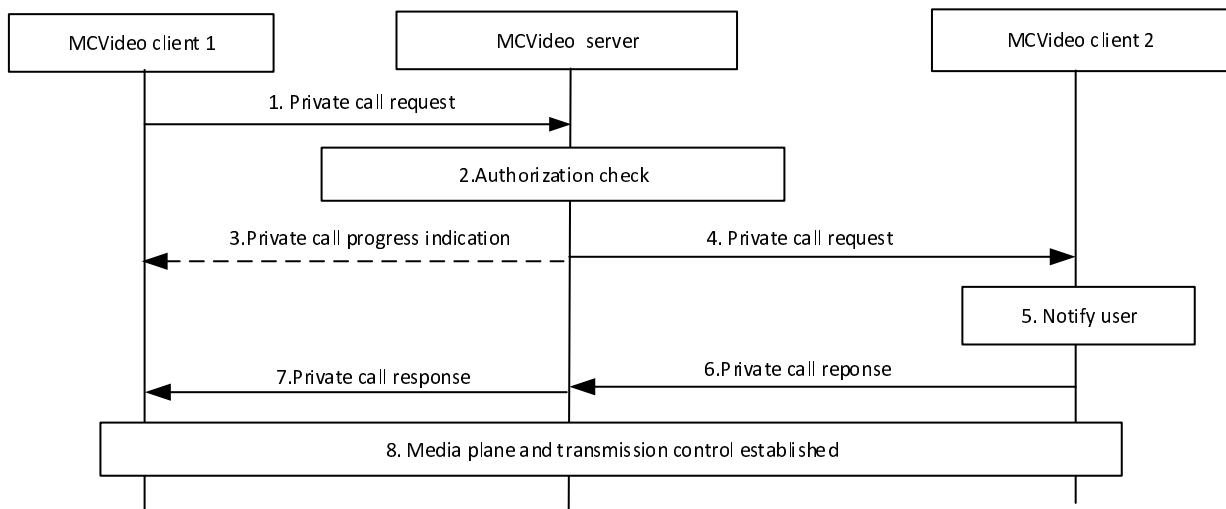 MCVideo client 1
MCVideo server
MCVideo client 2
1. Private call request
2.Authorization check
3.Private call progress indication
4. Private call request
5. Notify user
6.Private call reponse
7.Private call response
8. Media plane and transmission control established